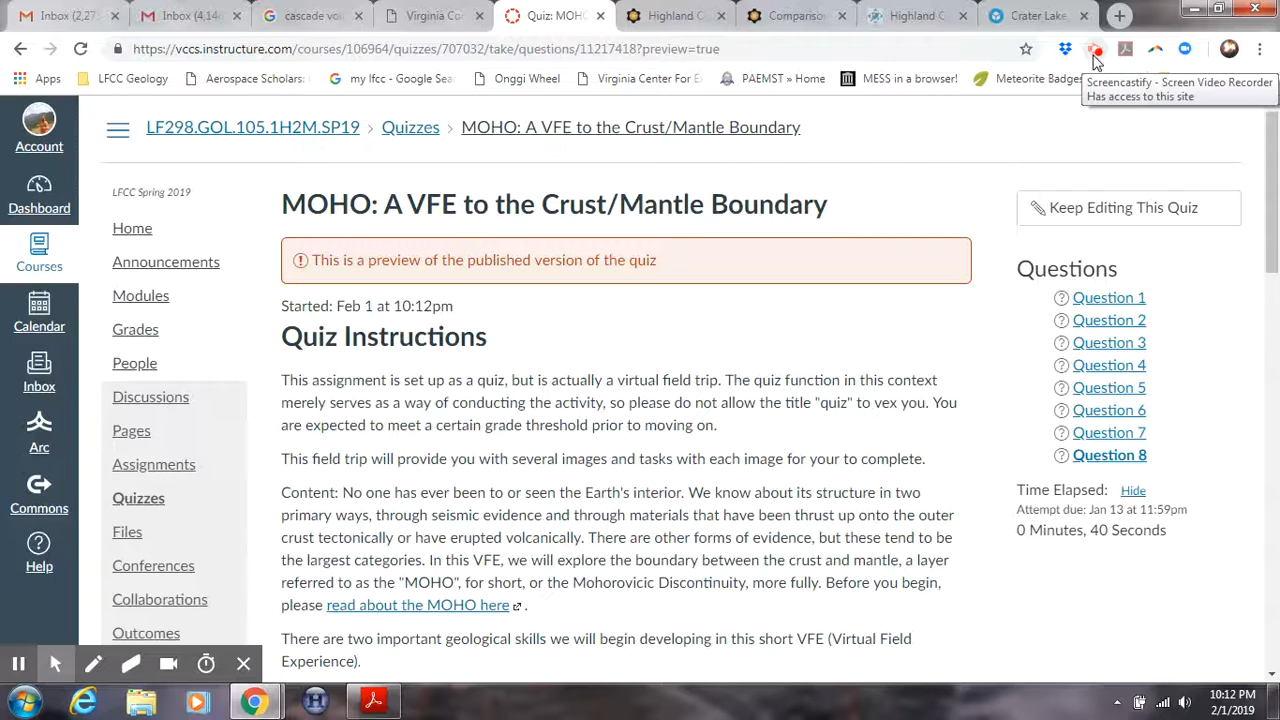 Inbox (2,27
Inbox (4,14
cascade vo
Virginia Co
Quiz: MOH
Highland C
Comparison
Highland
Crater Lake
https://vccs.instructure.com/courses/106964/quizzes/707032/take/questions/11217418?preview=true
Apps
LFCC Geology
Aerospace Scholars:
my lfcc - Google Sea
Onggi Wheel
Virginia Center For E
PAEMST » Home
MESS in browser!
Meteorite Bada
Screencastify - Screen Video Recorder
Has access to this site
Account
Dashboard
Courses
Calendar
Inbox
Arc
Commons
Help
LF298.GOL.105.1H2M.SP19 > Quizzes > MOHO: A VFE to the Crust/Mantle Boundary
LFCC Spring 2019
Home
Announcements
Modules
Grades
People
Discussions
Pages
Assignments
Quizzes
Files
Conferences
Collaborations
Outcomes
MOHO: A VFE to the Crust/Mantle Boundary
This is a preview of the published version of the quiz
Started: Feb 1 at 10:12pm
Quiz Instructions
This assignment is set up as a quiz, but is actually a virtual field trip. The quiz function in this context
merely serves as a way of conducting the activity, so please do not allow the title "quiz" to vex you. You
are expected to meet a certain grade threshold prior to moving on.
This field trip will provide you with several images and tasks with each image for your to complete.
Content: No one has ever been to or seen the Earth's interior. We know about its structure in two
primary ways, through seismic evidence and through materials that have been thrust up onto the outer
crust tectonically or have erupted volcanically. There are other forms of evidence, but these tend to be
the largest categories. In this VFE, we will explore the boundary between the crust and mantle, a layer
referred to as the "MOHO", for short, or the Mohorovicic Discontinuity, more fully. Before you begin,
please read about the MOHO here .
There are two important geological skills we will begin developing in this short VFE (Virtual Field
Experience).
Keep Editing This Quiz
Questions
Question 1
Question 2
Question 3
Question 4
Question 5
Question 6
Question 7
Question 8
Time Elapsed: Hide
Attempt due: Jan 13 at 11:59pm
0 Minutes, 40 Seconds
10:12 PM
2/1/2019